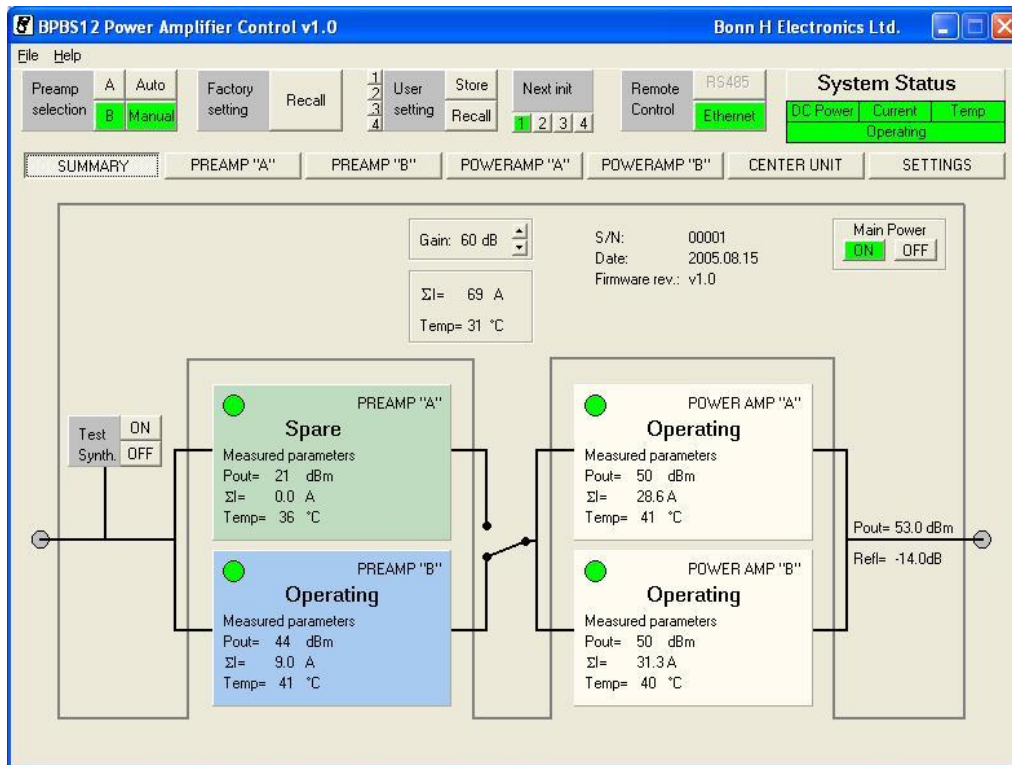 BPBS12 Power Amplifier Control v1.0 Bonn H Electronics Ltd.
File Help
Preamp selection A B Auto Manual
Factory setting Recall
1 2 3 4 User setting Store Recall
Next init 1 2 3 4
Remote Control RS485 Ethernet
System Status
DC Power Current Temp
Operating
SUMMARY PREAMP "A" PREAMP "B" POWERAMP "A" POWERAMP "B" CENTER UNIT SETTINGS
Gain: 60 dB
ΣI= 69 A
Temp= 31 °C
S/N: 00001
Date: 2005.08.15
Firmware rev.: v1.0
Main Power
ON OFF
Test Synth. ON OFF
PREAMP "A"
Spare
Measured parameters
Pout= 21 dBm
ΣI= 0.0 A
Temp= 36 °C
PREAMP "B"
Operating
Measured parameters
Pout= 44 dBm
ΣI= 9.0 A
Temp= 41 °C
POWER AMP "A"
Operating
Measured parameters
Pout= 50 dBm
ΣI= 28.6 A
Temp= 41 °C
POWER AMP "B"
Operating
Measured parameters
Pout= 50 dBm
ΣI= 31.3 A
Temp= 40 °C
Pout= 53.0 dBm
Refl= -14.0dB